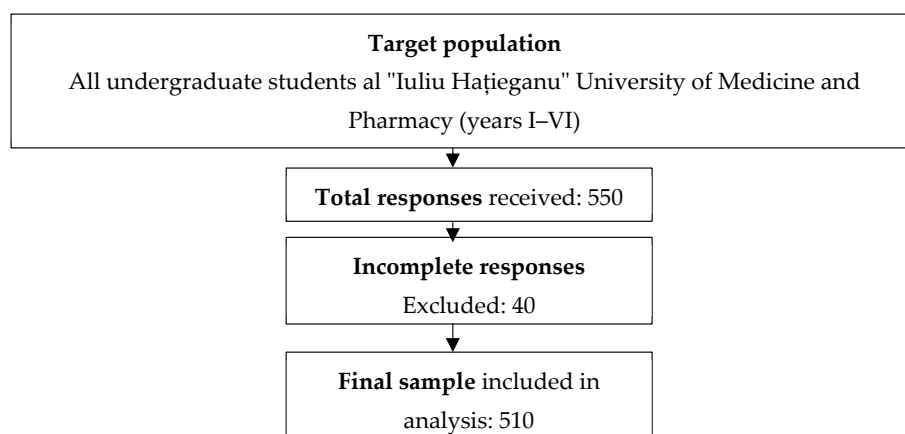 Target population
All undergraduate students al "Iuliu Hațieganu" University of Medicine and
Pharmacy (years I–VI)
Total responses received: 550
Incomplete responses
Excluded: 40
Final sample included in
analysis: 510